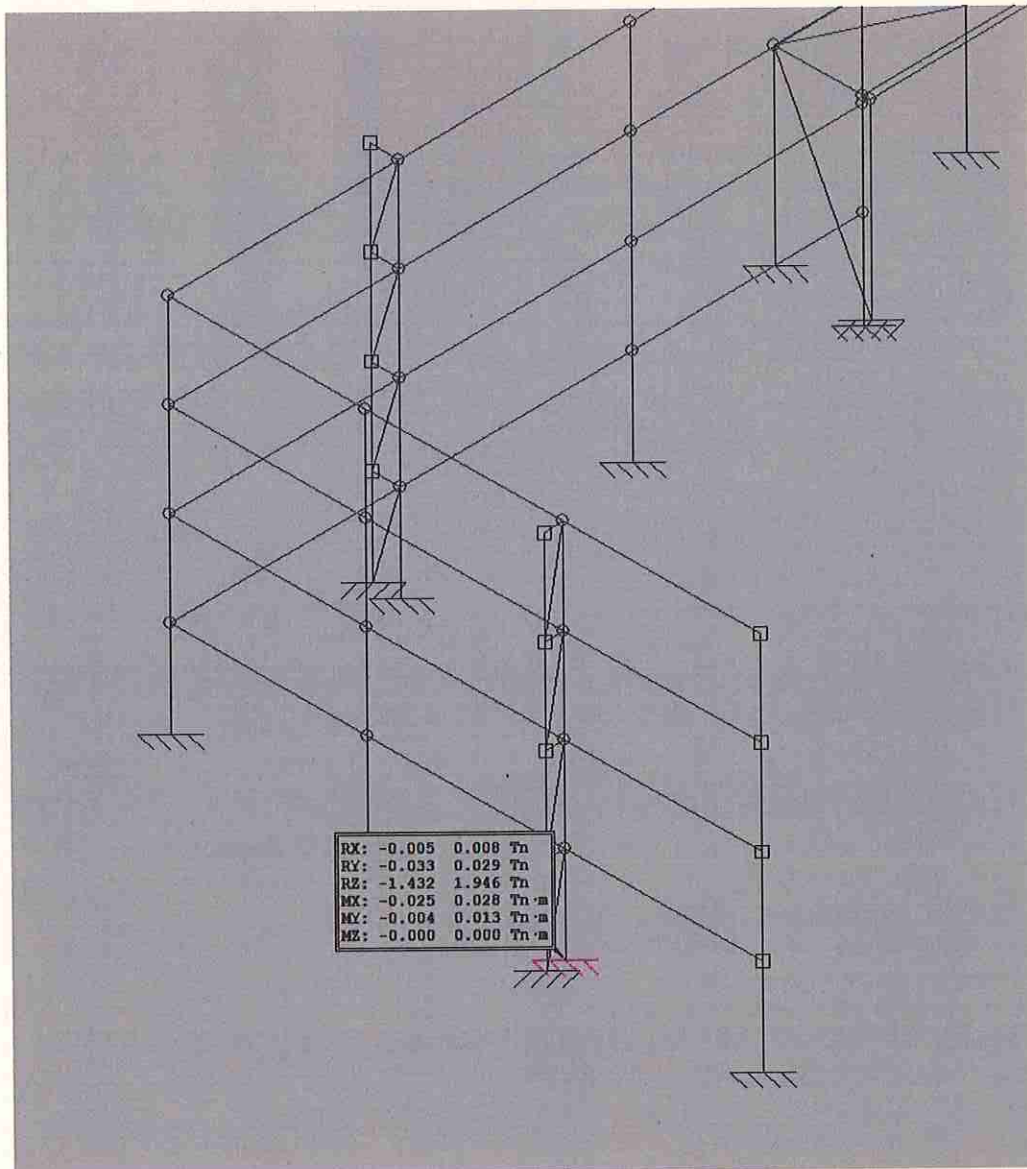 RX: -0.005 0.008 Tn
RY: -0.033 0.029 Tn
RZ: -1.432 1.946 Tn
MX: -0.025 0.028 Tn·m
MY: -0.004 0.013 Tn·m
MZ: -0.000 0.000 Tn·m